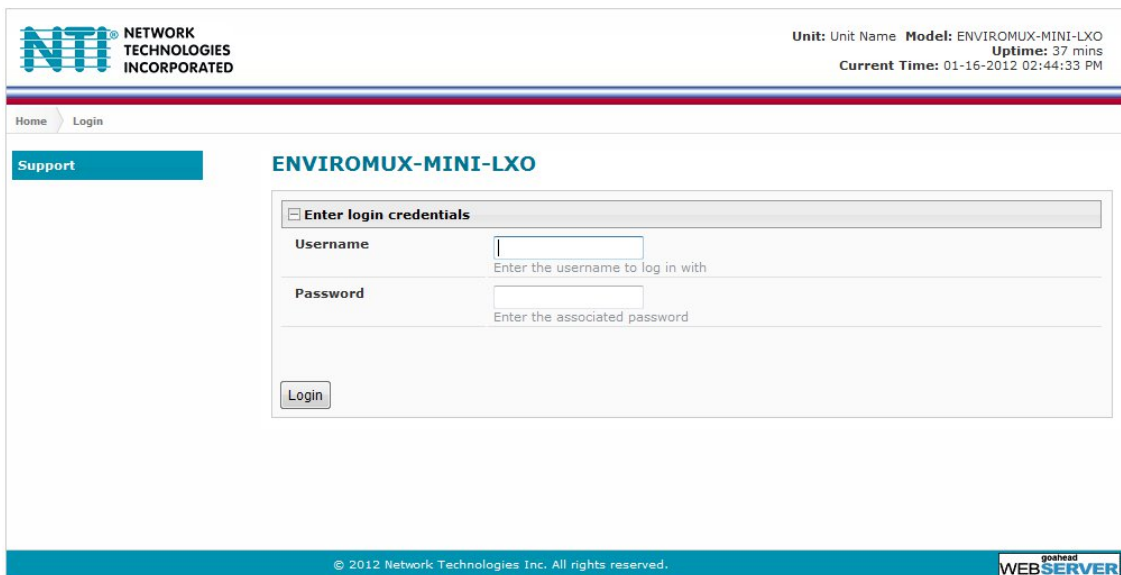 NTI® NETWORK
TECHNOLOGIES
INCORPORATED
Unit: Unit Name Model: ENVIROMUX-MINI-LXO
Uptime: 37 mins
Current Time: 01-16-2012 02:44:33 PM
Home Login
Support
ENVIROMUX-MINI-LXO
Enter login credentials
Username
Enter the username to log in with
Password
Enter the associated password
Login
© 2012 Network Technologies Inc. All rights reserved.
goahead
WEBSERVER